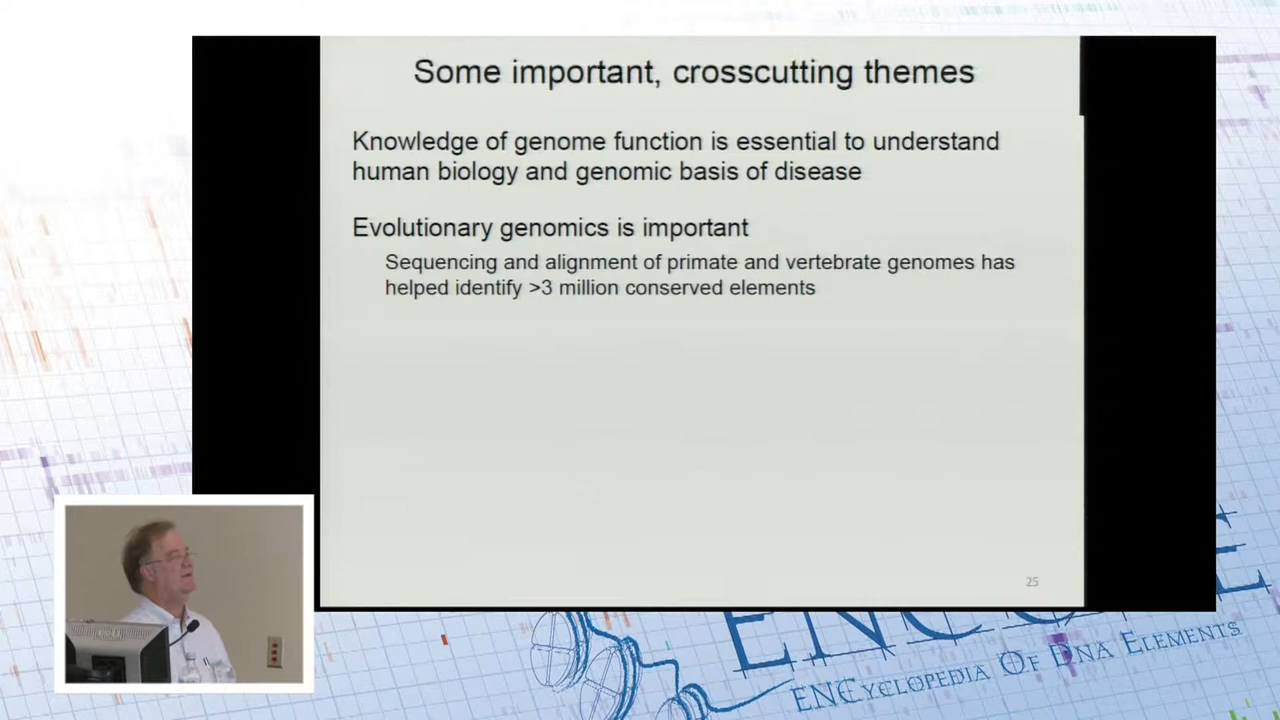 Some important, crosscutting themes
Knowledge of genome function is essential to understand
human biology and genomic basis of disease
Evolutionary genomics is important
Sequencing and alignment of primate and vertebrate genomes has
helped identify >3 million conserved elements
25
ENCYCLOPEDIA OF DNA ELEMENTS